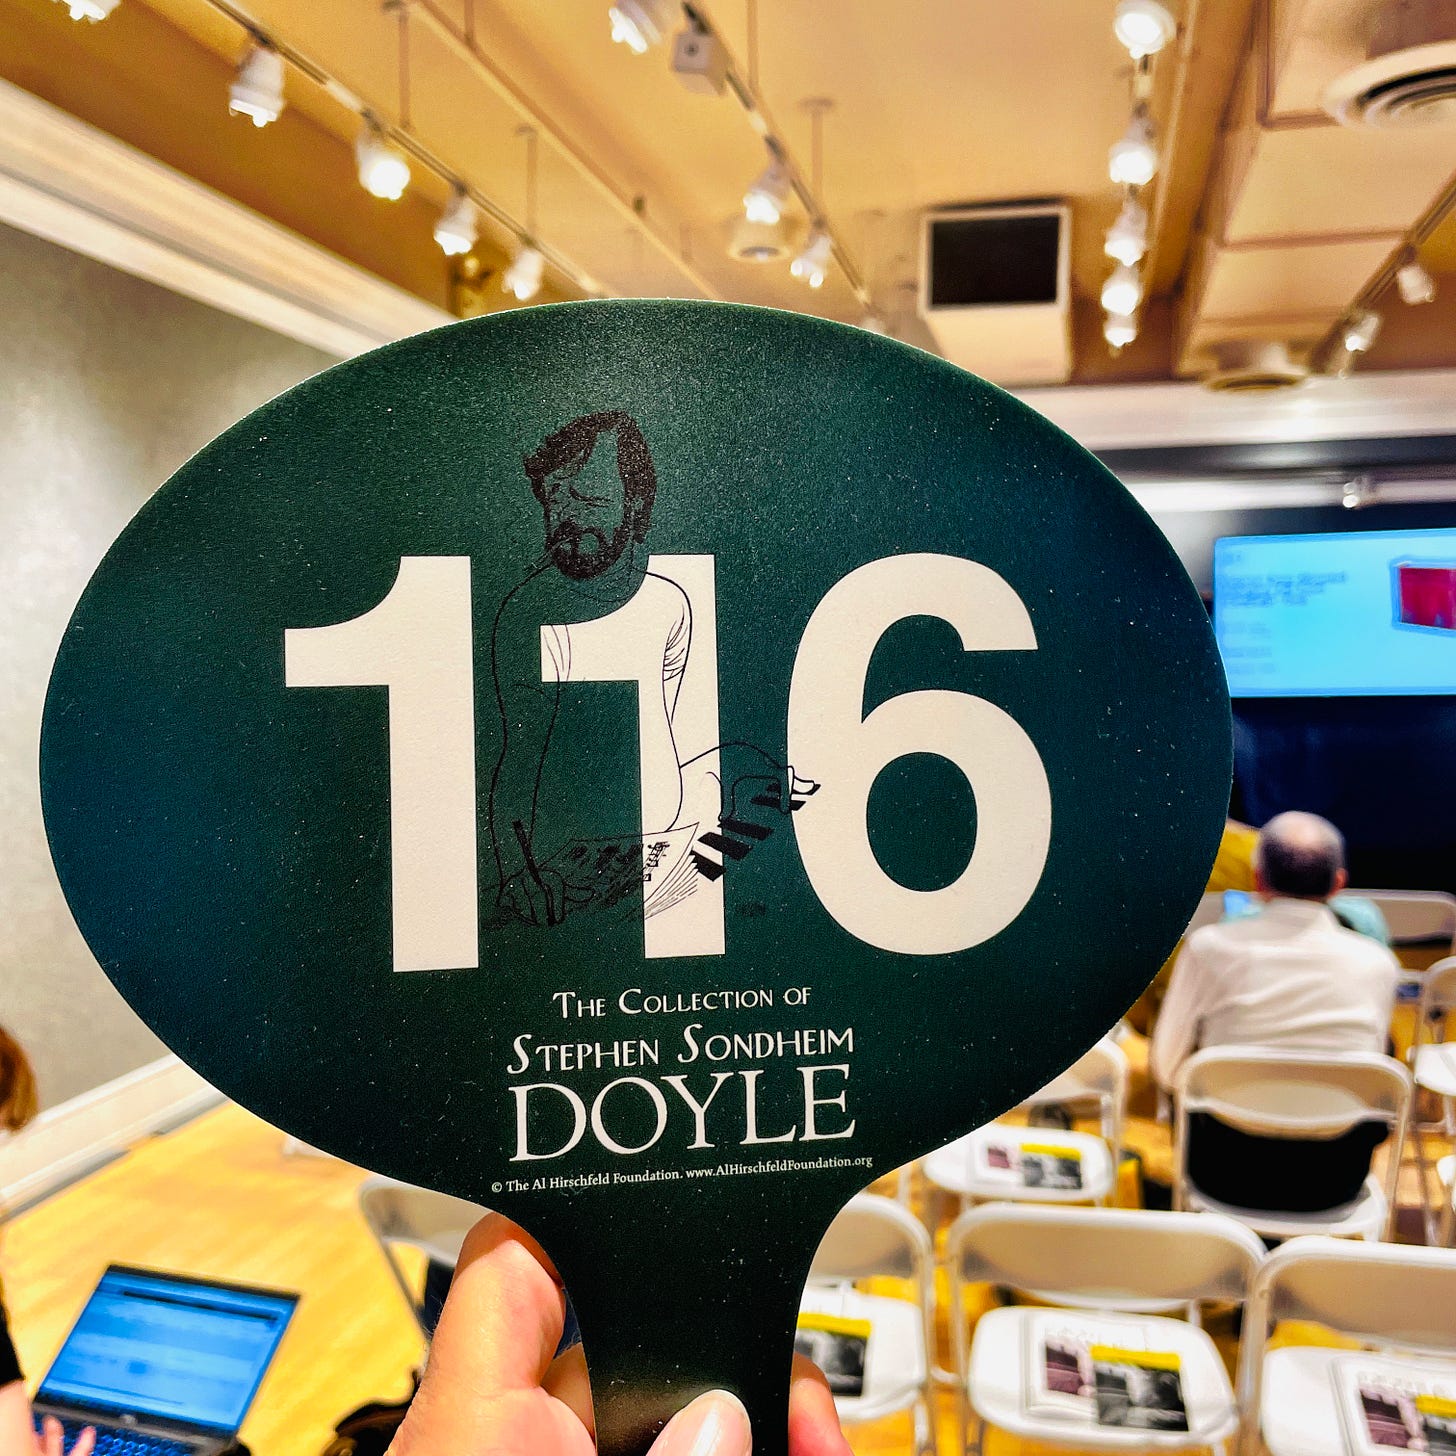 116
The Collection of
Stephen Sondheim
DOYLE
© The Al Hirschfeld Foundation. www.AlHirschfeldFoundation.org